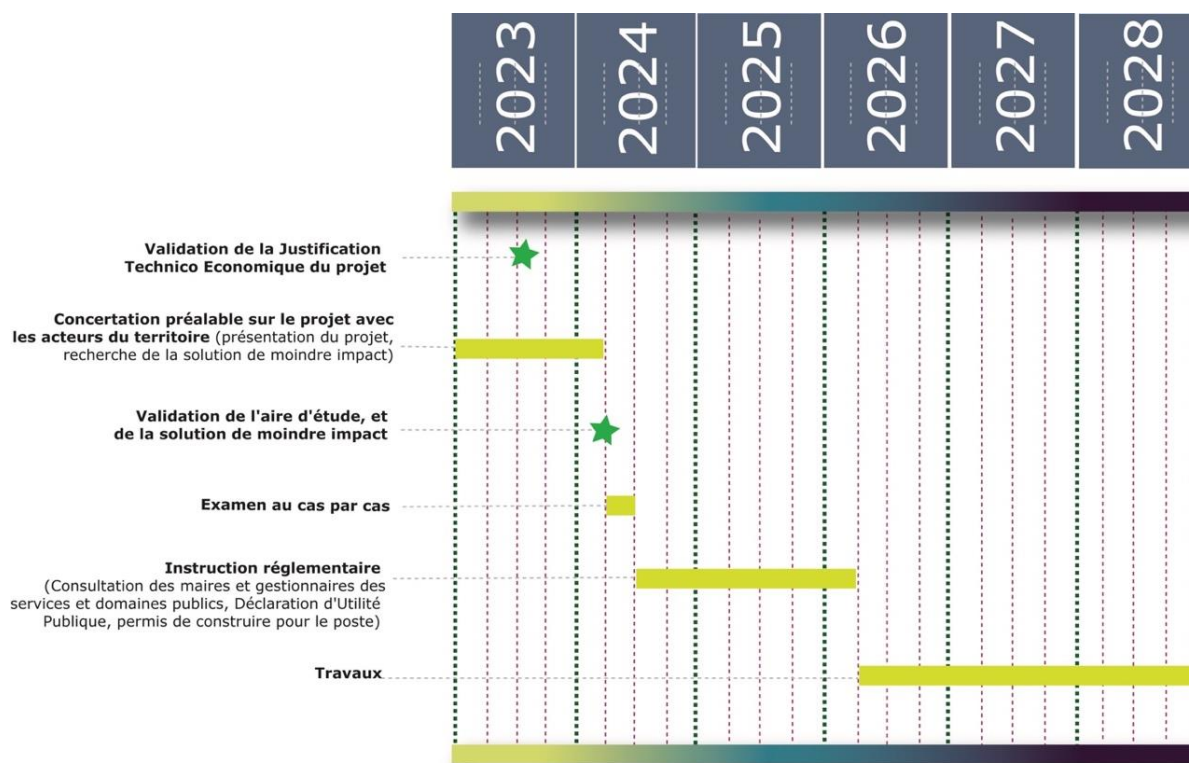 2023
2024
2025
2026
2027
2028
Validation de la Justification
Technico Economique du projet
Concertation préalable sur le projet avec
les acteurs du territoire (présentation du projet,
recherche de la solution de moindre impact)
Validation de l'aire d'étude, et
de la solution de moindre impact
Examen au cas par cas
Instruction réglementaire
(Consultation des maires et gestionnaires des
services et domaines publics, Déclaration d'Utilité
Publique, permis de construire pour le poste)
Travaux